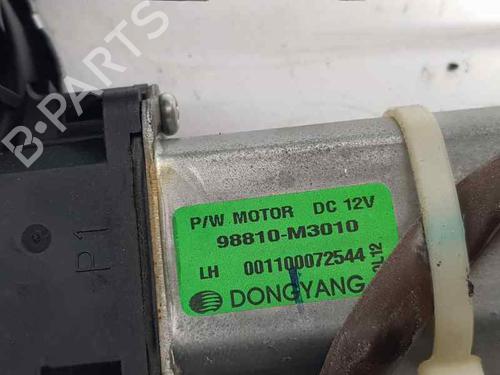 B-PARTS
P1
P/W MOTOR DC 12V
98810-M3010
LH 001100072544
DONGYANG